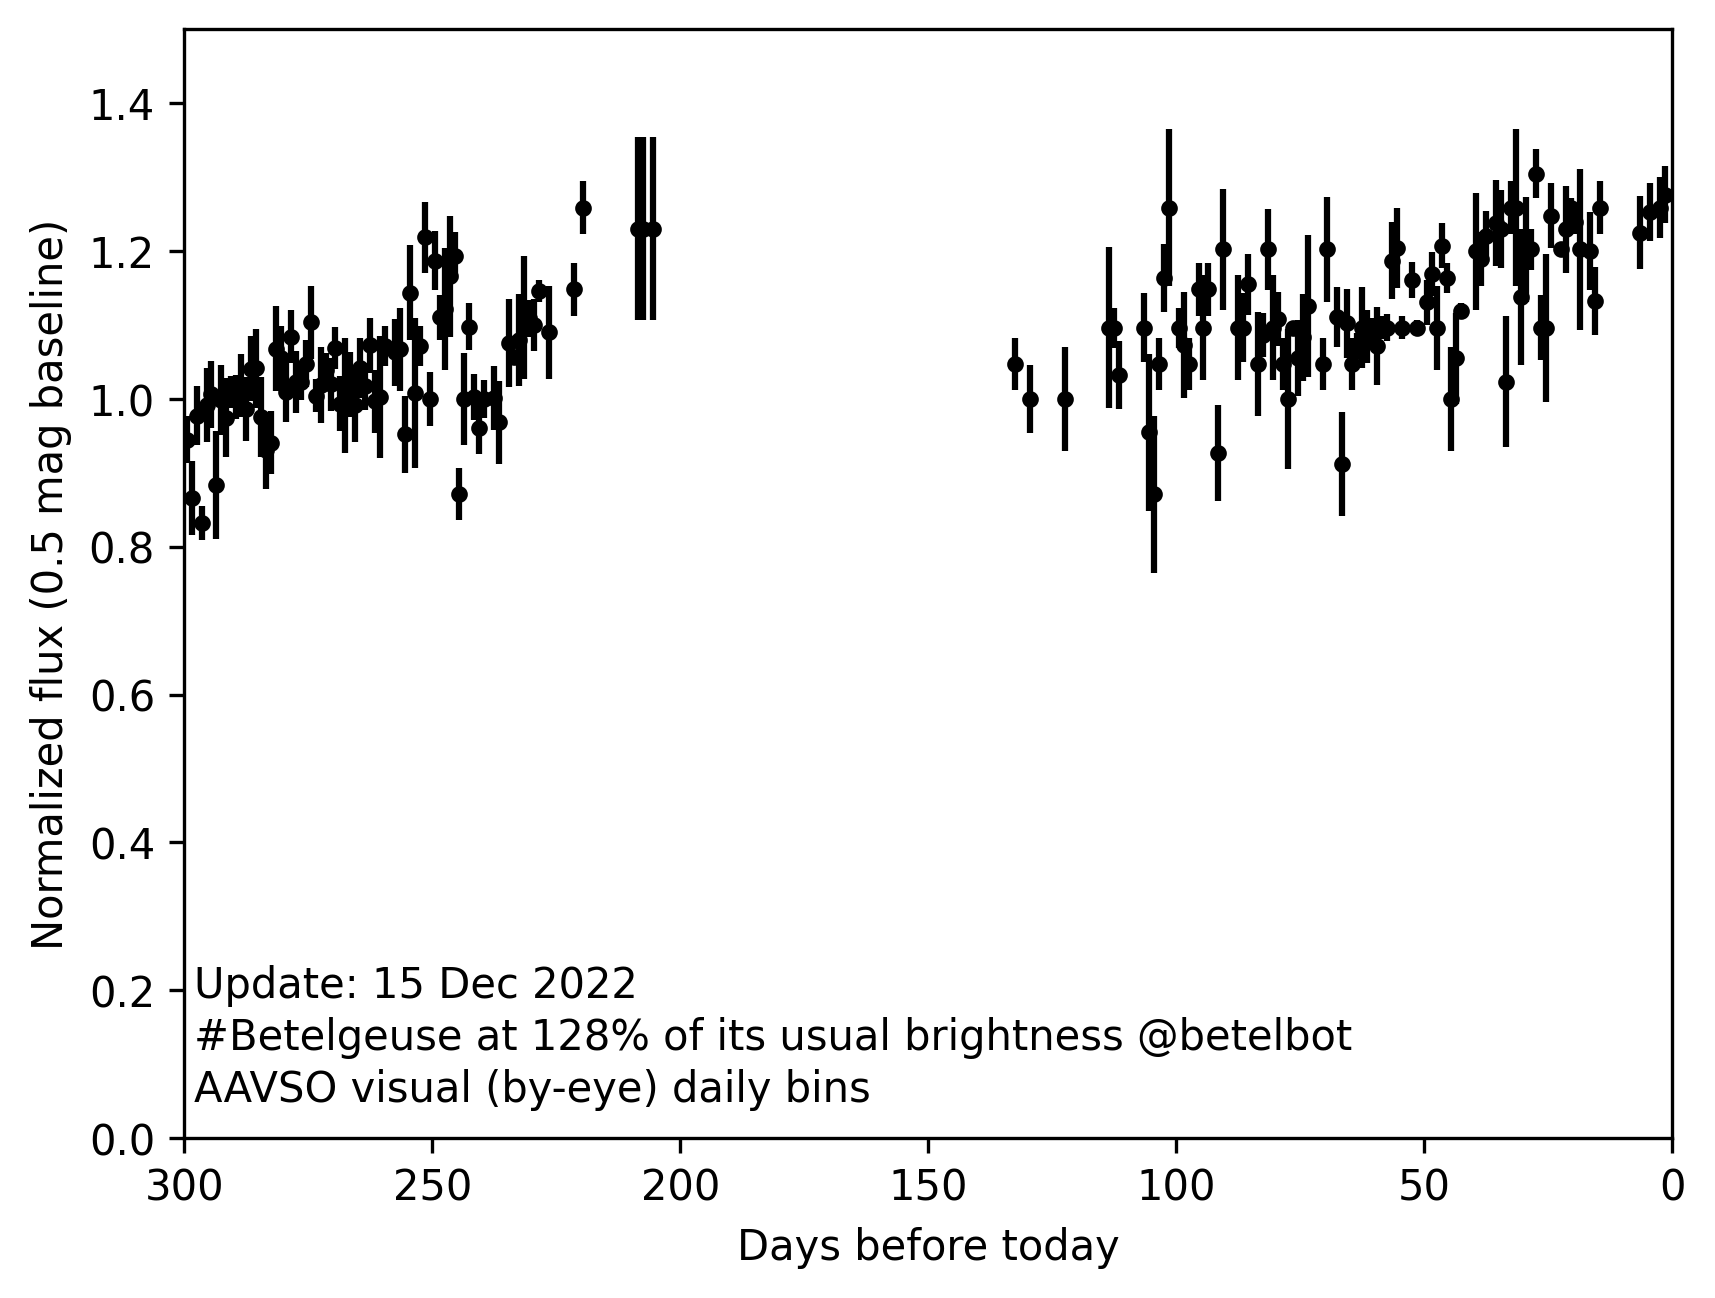 1.4
1.2
1.0
0.8
0.6
0.4
0.2
0.0
Normalized flux (0.5 mag baseline)
Update: 15 Dec 2022
#Betelgeuse at 128% of its usual brightness @betelbot
AAVSO visual (by-eye) daily bins
300 250 200 150 100 50 0
Days before today